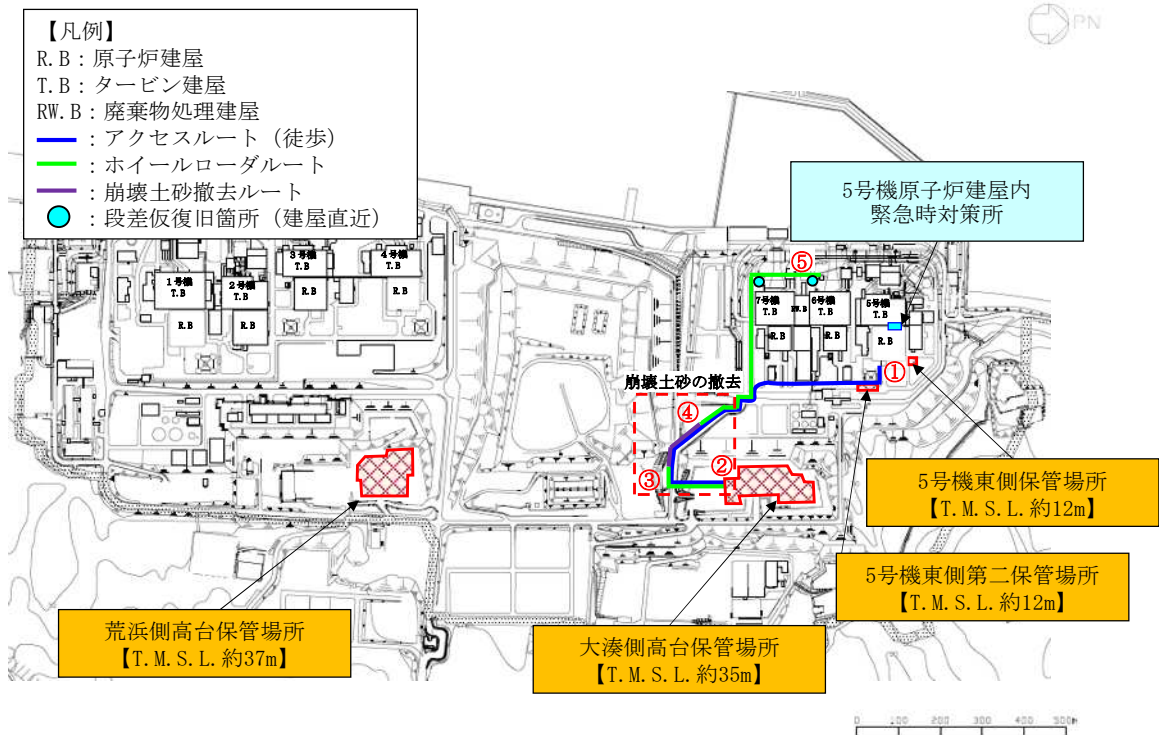 【凡例】
R.B：原子炉建屋
T.B：タービン建屋
RW.B：廃棄物処理建屋
：アクセスルート（徒歩）
：ホイールローダルート
：崩壊土砂撤去ルート
：段差仮復旧箇所（建屋直近）
PN
5号機原子炉建屋内
緊急時対策所
1号機
T.B
R.B
2号機
T.B
R.B
3号機
T.B
R.B
4号機
T.B
R.B
⑤
7号機
T.B
R.B
RW.B
6号機
T.B
R.B
5号機
T.B
R.B
①
崩壊土砂の撤去
④
②
③
5号機東側保管場所
【T.M.S.L.約12m】
5号機東側第二保管場所
【T.M.S.L.約12m】
荒浜側高台保管場所
【T.M.S.L.約37m】
大湊側高台保管場所
【T.M.S.L.約35m】
0 100 200 300 400 500m